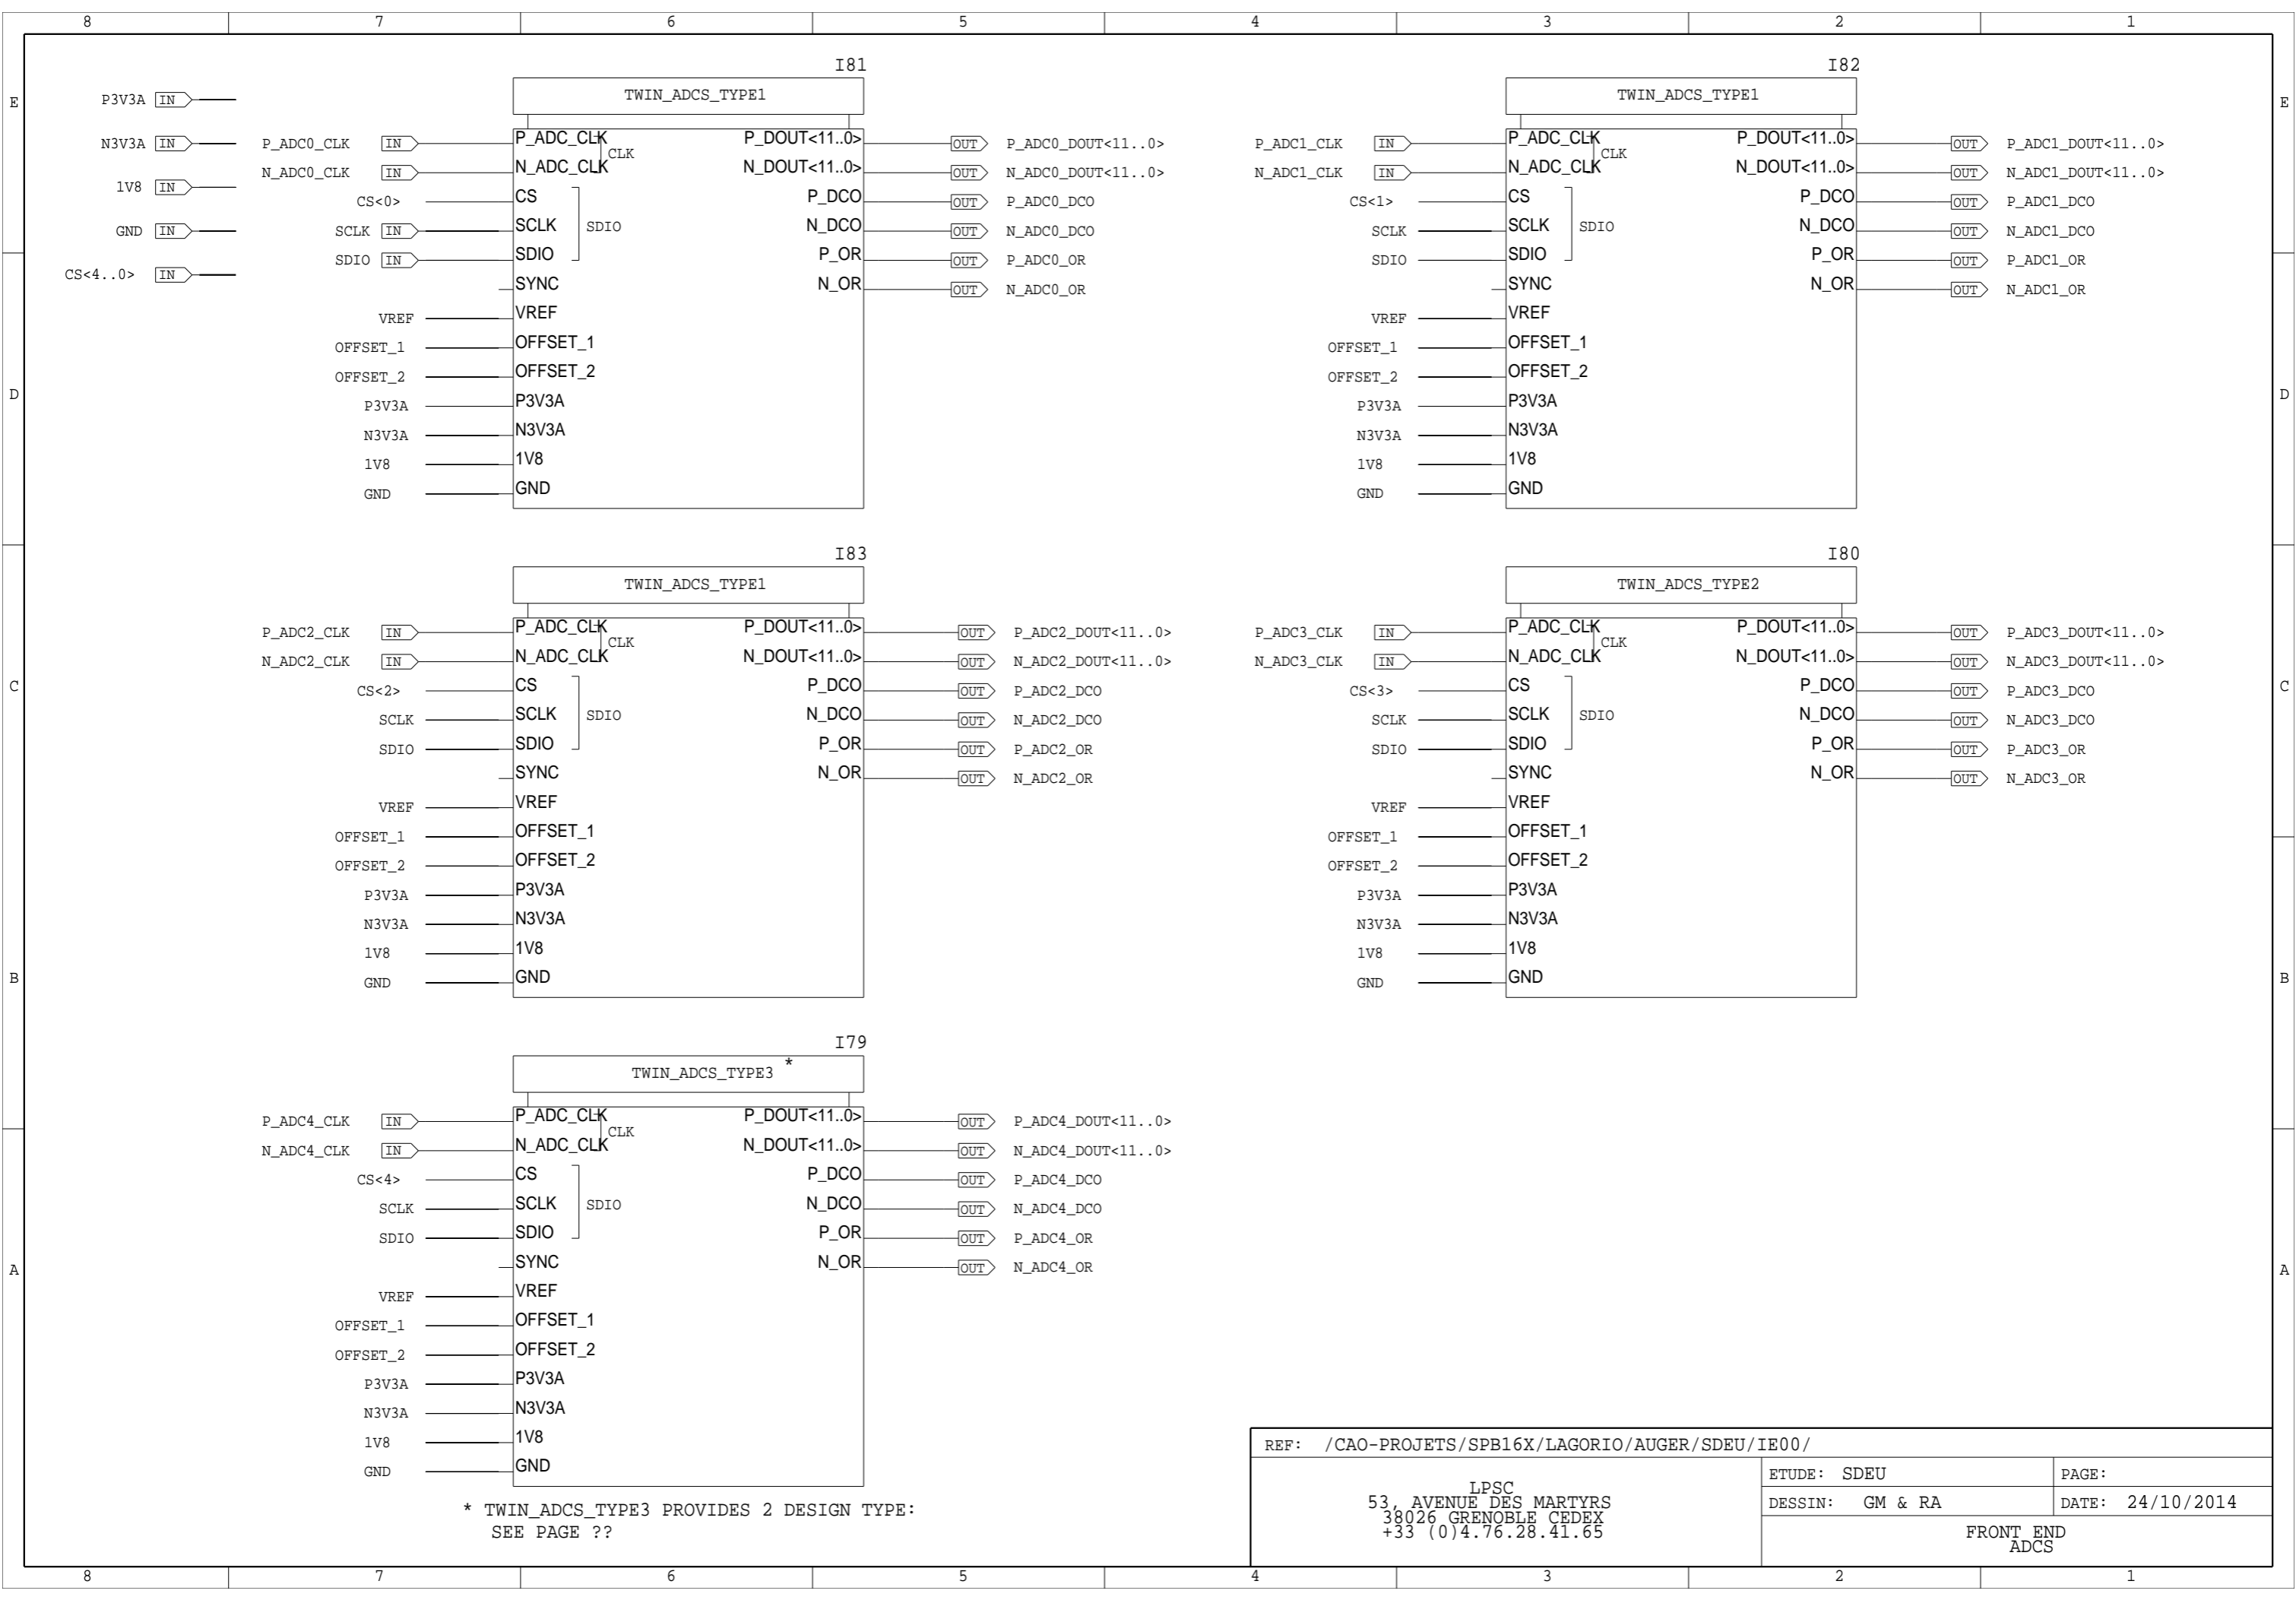 8 7 6 5 4 3 2 1
E
D
C
B
A
P3V3A IN
N3V3A IN
1V8 IN
GND IN
CS<4..0> IN
I81
TWIN_ADCS_TYPE1
P_ADC0_CLK IN P_ADC_CLK P_DOUT<11..0> OUT P_ADC0_DOUT<11..0>
CLK
N_ADC0_CLK IN N_ADC_CLK N_DOUT<11..0> OUT N_ADC0_DOUT<11..0>
CS<0> CS P_DCO OUT P_ADC0_DCO
SCLK IN SCLK SDIO N_DCO OUT N_ADC0_DCO
SDIO IN SDIO P_OR OUT P_ADC0_OR
SYNC N_OR OUT N_ADC0_OR
VREF VREF
OFFSET_1 OFFSET_1
OFFSET_2 OFFSET_2
P3V3A P3V3A
N3V3A N3V3A
1V8 1V8
GND GND
I82
TWIN_ADCS_TYPE1
P_ADC1_CLK IN P_ADC_CLK P_DOUT<11..0> OUT P_ADC1_DOUT<11..0>
CLK
N_ADC1_CLK IN N_ADC_CLK N_DOUT<11..0> OUT N_ADC1_DOUT<11..0>
CS<1> CS P_DCO OUT P_ADC1_DCO
SCLK SCLK SDIO N_DCO OUT N_ADC1_DCO
SDIO SDIO P_OR OUT P_ADC1_OR
SYNC N_OR OUT N_ADC1_OR
VREF VREF
OFFSET_1 OFFSET_1
OFFSET_2 OFFSET_2
P3V3A P3V3A
N3V3A N3V3A
1V8 1V8
GND GND
I83
TWIN_ADCS_TYPE1
P_ADC2_CLK IN P_ADC_CLK P_DOUT<11..0> OUT P_ADC2_DOUT<11..0>
CLK
N_ADC2_CLK IN N_ADC_CLK N_DOUT<11..0> OUT N_ADC2_DOUT<11..0>
CS<2> CS P_DCO OUT P_ADC2_DCO
SCLK SCLK SDIO N_DCO OUT N_ADC2_DCO
SDIO SDIO P_OR OUT P_ADC2_OR
SYNC N_OR OUT N_ADC2_OR
VREF VREF
OFFSET_1 OFFSET_1
OFFSET_2 OFFSET_2
P3V3A P3V3A
N3V3A N3V3A
1V8 1V8
GND GND
I80
TWIN_ADCS_TYPE2
P_ADC3_CLK IN P_ADC_CLK P_DOUT<11..0> OUT P_ADC3_DOUT<11..0>
CLK
N_ADC3_CLK IN N_ADC_CLK N_DOUT<11..0> OUT N_ADC3_DOUT<11..0>
CS<3> CS P_DCO OUT P_ADC3_DCO
SCLK SCLK SDIO N_DCO OUT N_ADC3_DCO
SDIO SDIO P_OR OUT P_ADC3_OR
SYNC N_OR OUT N_ADC3_OR
VREF VREF
OFFSET_1 OFFSET_1
OFFSET_2 OFFSET_2
P3V3A P3V3A
N3V3A N3V3A
1V8 1V8
GND GND
I79
TWIN_ADCS_TYPE3 *
P_ADC4_CLK IN P_ADC_CLK P_DOUT<11..0> OUT P_ADC4_DOUT<11..0>
CLK
N_ADC4_CLK IN N_ADC_CLK N_DOUT<11..0> OUT N_ADC4_DOUT<11..0>
CS<4> CS P_DCO OUT P_ADC4_DCO
SCLK SCLK SDIO N_DCO OUT N_ADC4_DCO
SDIO SDIO P_OR OUT P_ADC4_OR
SYNC N_OR OUT N_ADC4_OR
VREF VREF
OFFSET_1 OFFSET_1
OFFSET_2 OFFSET_2
P3V3A P3V3A
N3V3A N3V3A
1V8 1V8
GND GND
* TWIN_ADCS_TYPE3 PROVIDES 2 DESIGN TYPE:
SEE PAGE ??
REF: /CAO-PROJETS/SPB16X/LAGORIO/AUGER/SDEU/IE00/
LPSC
53, AVENUE DES MARTYRS
38026 GRENOBLE CEDEX
+33 (0)4.76.28.41.65
ETUDE: SDEU PAGE:
DESSIN: GM & RA DATE: 24/10/2014
FRONT END
ADCS
E
D
C
B
A
8 7 6 5 4 3 2 1